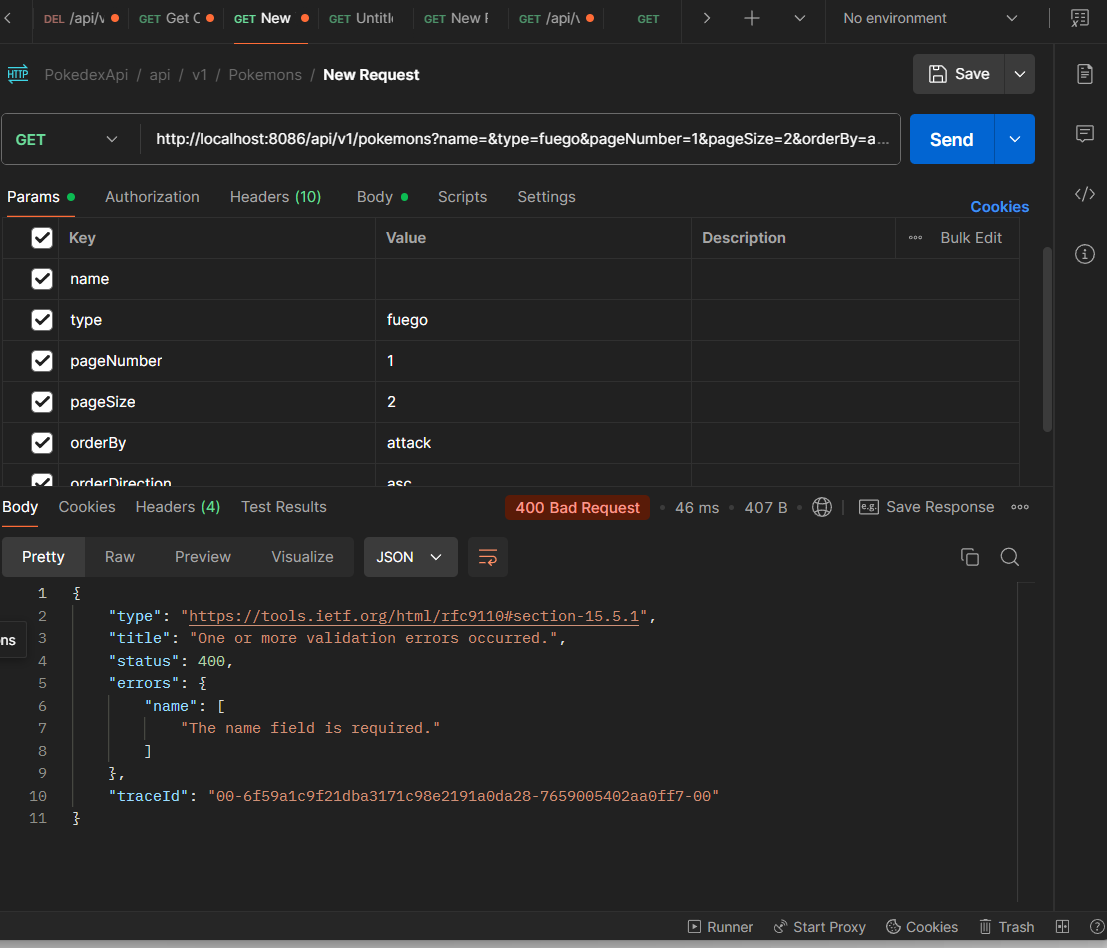 DEL /api/v GET Get C GET New GET Untitl GET New F GET /api/v GET No environment
HTTP PokedexApi / api / v1 / Pokemons / New Request Save
GET http://localhost:8086/api/v1/pokemons?name=&type=fuego&pageNumber=1&pageSize=2&orderBy=a... Send
Params Authorization Headers (10) Body Scripts Settings
Cookies
Key Value Description Bulk Edit
name
type fuego
pageNumber 1
pageSize 2
orderBy attack
orderDirection asc
Body Cookies Headers (4) Test Results 400 Bad Request 46 ms 407 B e.g. Save Response
Pretty Raw Preview Visualize JSON
1 {
2 "type": "https://tools.ietf.org/html/rfc9110#section-15.5.1",
ns
3 "title": "One or more validation errors occurred.",
4 "status": 400,
5 "errors": {
6 "name": [
7 "The name field is required."
8 ]
9 },
10 "traceId": "00-6f59a1c9f21dba3171c98e2191a0da28-7659005402aa0ff7-00"
11 }
Runner Start Proxy Cookies Trash